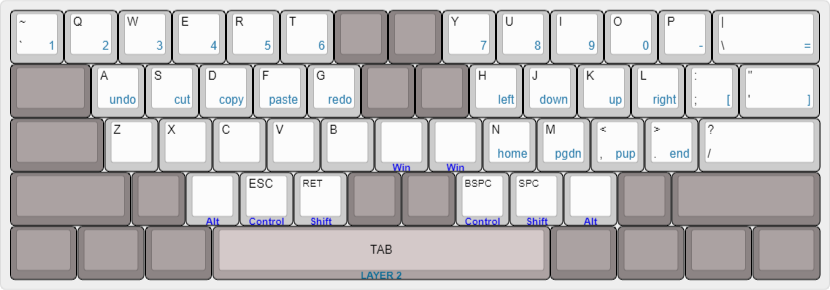 ~ Q W E R T Y U I O P |
` 1 2 3 4 5 6 7 8 9 0 - \ =
A S D F G H J K L : "
undo cut copy paste redo left down up right ; [ ' ]
Z X C V B N M < > ?
home pgdn , pup . end /
Win Win
ESC RET BSPC SPC
Alt Control Shift Control Shift Alt
TAB
LAYER 2